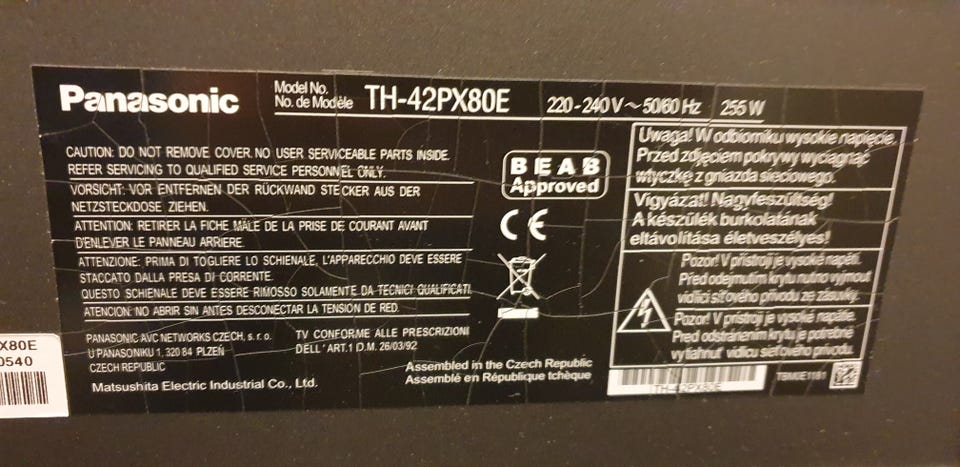 Panasonic
Model No.
No. de Modèle
TH-42PX80E
220-240V~50/60 Hz
255 W
CAUTION: DO NOT REMOVE COVER. NO USER SERVICEABLE PARTS INSIDE.
REFER SERVICING TO QUALIFIED SERVICE PERSONNEL ONLY.
VORSICHT: VOR ENTFERNEN DER RÜCKWAND STECKER AUS DER
NETZSTECKDOSE ZIEHEN.
ATTENTION: RETIRER LA FICHE MÂLE DE LA PRISE DE COURANT AVANT
D'ENLEVER LE PANNEAU ARRIERE.
ATTENZIONE: PRIMA DI TOGLIERE LO SCHIENALE, L'APPARECCHIO DEVE ESSERE
STACCATO DALLA PRESA DI CORRENTE.
QUESTO SCHIENALE DEVE ESSERE RIMOSSO SOLAMENTE DA TECNICI QUALIFICATI.
ATENCION: NO ABRIR SIN ANTES DESCONECTAR LA TENSIÓN DE RED.
PANASONIC AVC NETWORKS CZECH, s. r. o.
U PANASONIKU 1, 320 84 PLZEŇ
CZECH REPUBLIC
TV CONFORME ALLE PRESCRIZIONI
DELL' ART.1 D.M. 26/03/92
Matsushita Electric Industrial Co., Ltd.
Assembled in the Czech Republic
Assemblé en République tchèque
BEAB
Approved
CE
Uwaga! W odbiorniku wysokie napięcie.
Przed zdjęciem pokrywy wyciągnąć
wtyczkę z gniazda sieciowego.
Vigyázat! Nagyfeszültség!
A készülék burkolatának
eltávolítása életveszélyes!
Pozor! V přístroji je vysoké napětí.
Před odejmutím krytu nutno vyjmout
vidlici síťového přívodu ze zásuvky.
Pozor! V prístroji je vysoké napätie.
Pred odstránením krytu je potrebné
vytiahnuť vidlicu sieťového prívodu.
TH-42PX80E
TBM0E1181
X80E
0540